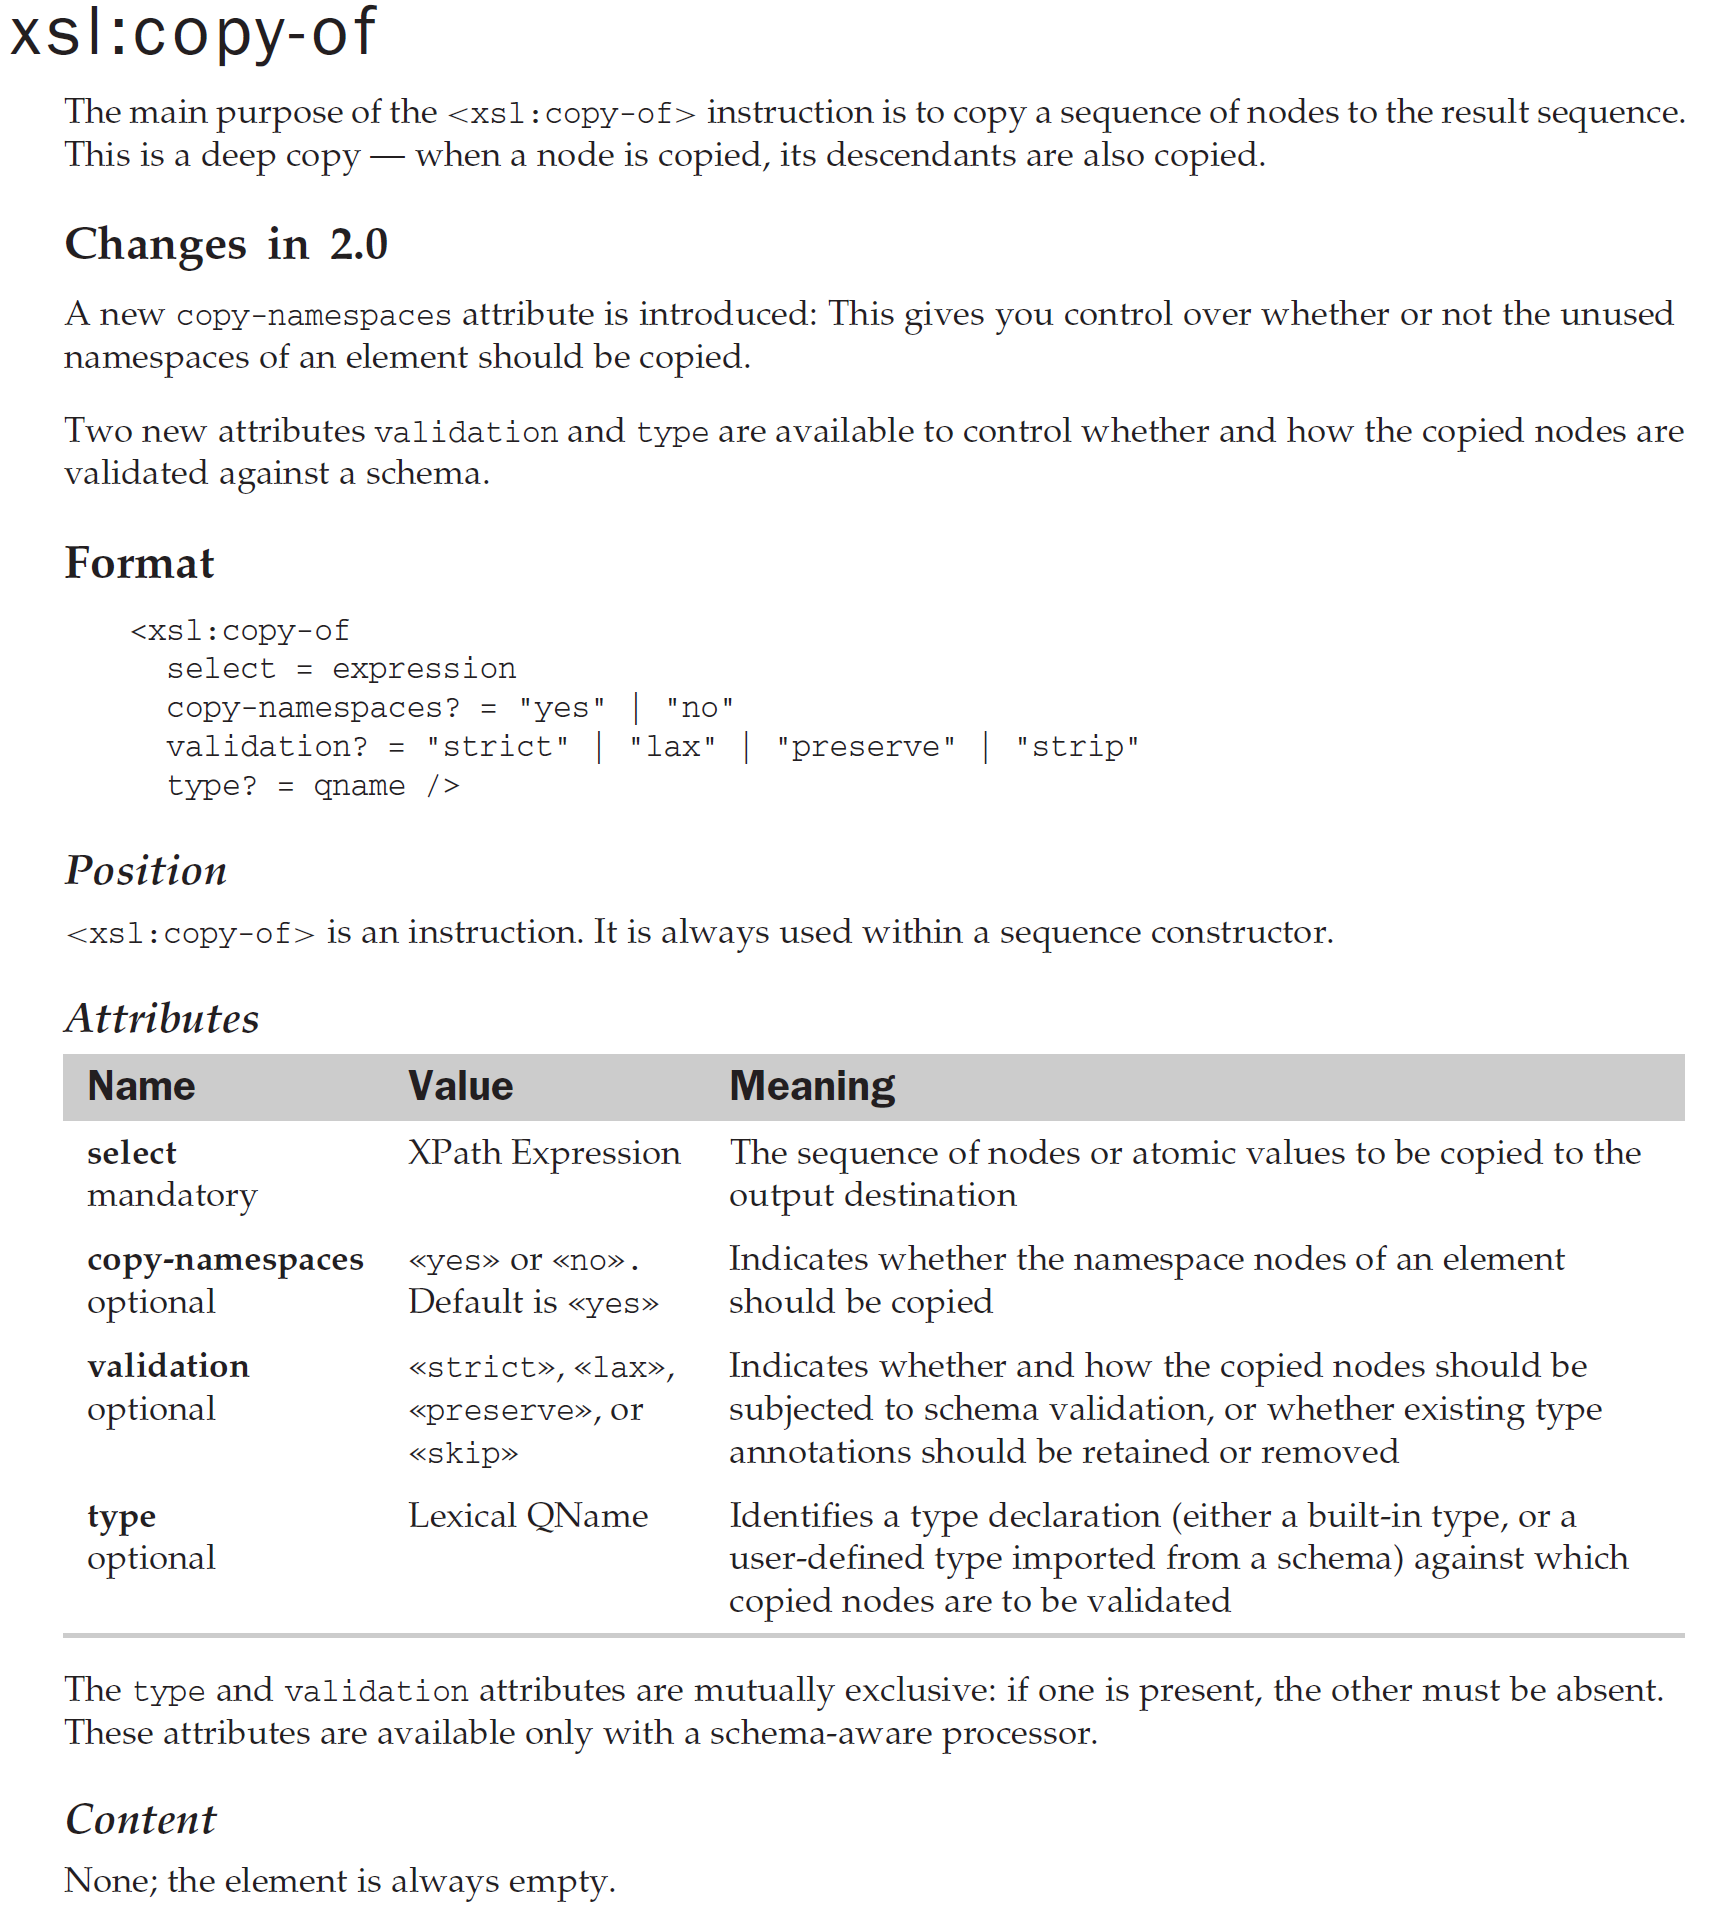 xsl:copy-of
The main purpose of the <xsl:copy-of> instruction is to copy a sequence of nodes to the result sequence.
This is a deep copy — when a node is copied, its descendants are also copied.
Changes in 2.0
A new copy-namespaces attribute is introduced: This gives you control over whether or not the unused
namespaces of an element should be copied.
Two new attributes validation and type are available to control whether and how the copied nodes are
validated against a schema.
Format
<xsl:copy-of
select = expression
copy-namespaces? = "yes" | "no"
validation? = "strict" | "lax" | "preserve" | "strip"
type? = qname />
Position
<xsl:copy-of> is an instruction. It is always used within a sequence constructor.
Attributes
Name Value Meaning
select XPath Expression The sequence of nodes or atomic values to be copied to the
mandatory output destination
copy-namespaces «yes» or «no». Indicates whether the namespace nodes of an element
optional Default is «yes» should be copied
validation «strict», «lax», Indicates whether and how the copied nodes should be
optional «preserve», or subjected to schema validation, or whether existing type
«skip» annotations should be retained or removed
type Lexical QName Identifies a type declaration (either a built-in type, or a
optional user-defined type imported from a schema) against which
copied nodes are to be validated
The type and validation attributes are mutually exclusive: if one is present, the other must be absent.
These attributes are available only with a schema-aware processor.
Content
None; the element is always empty.